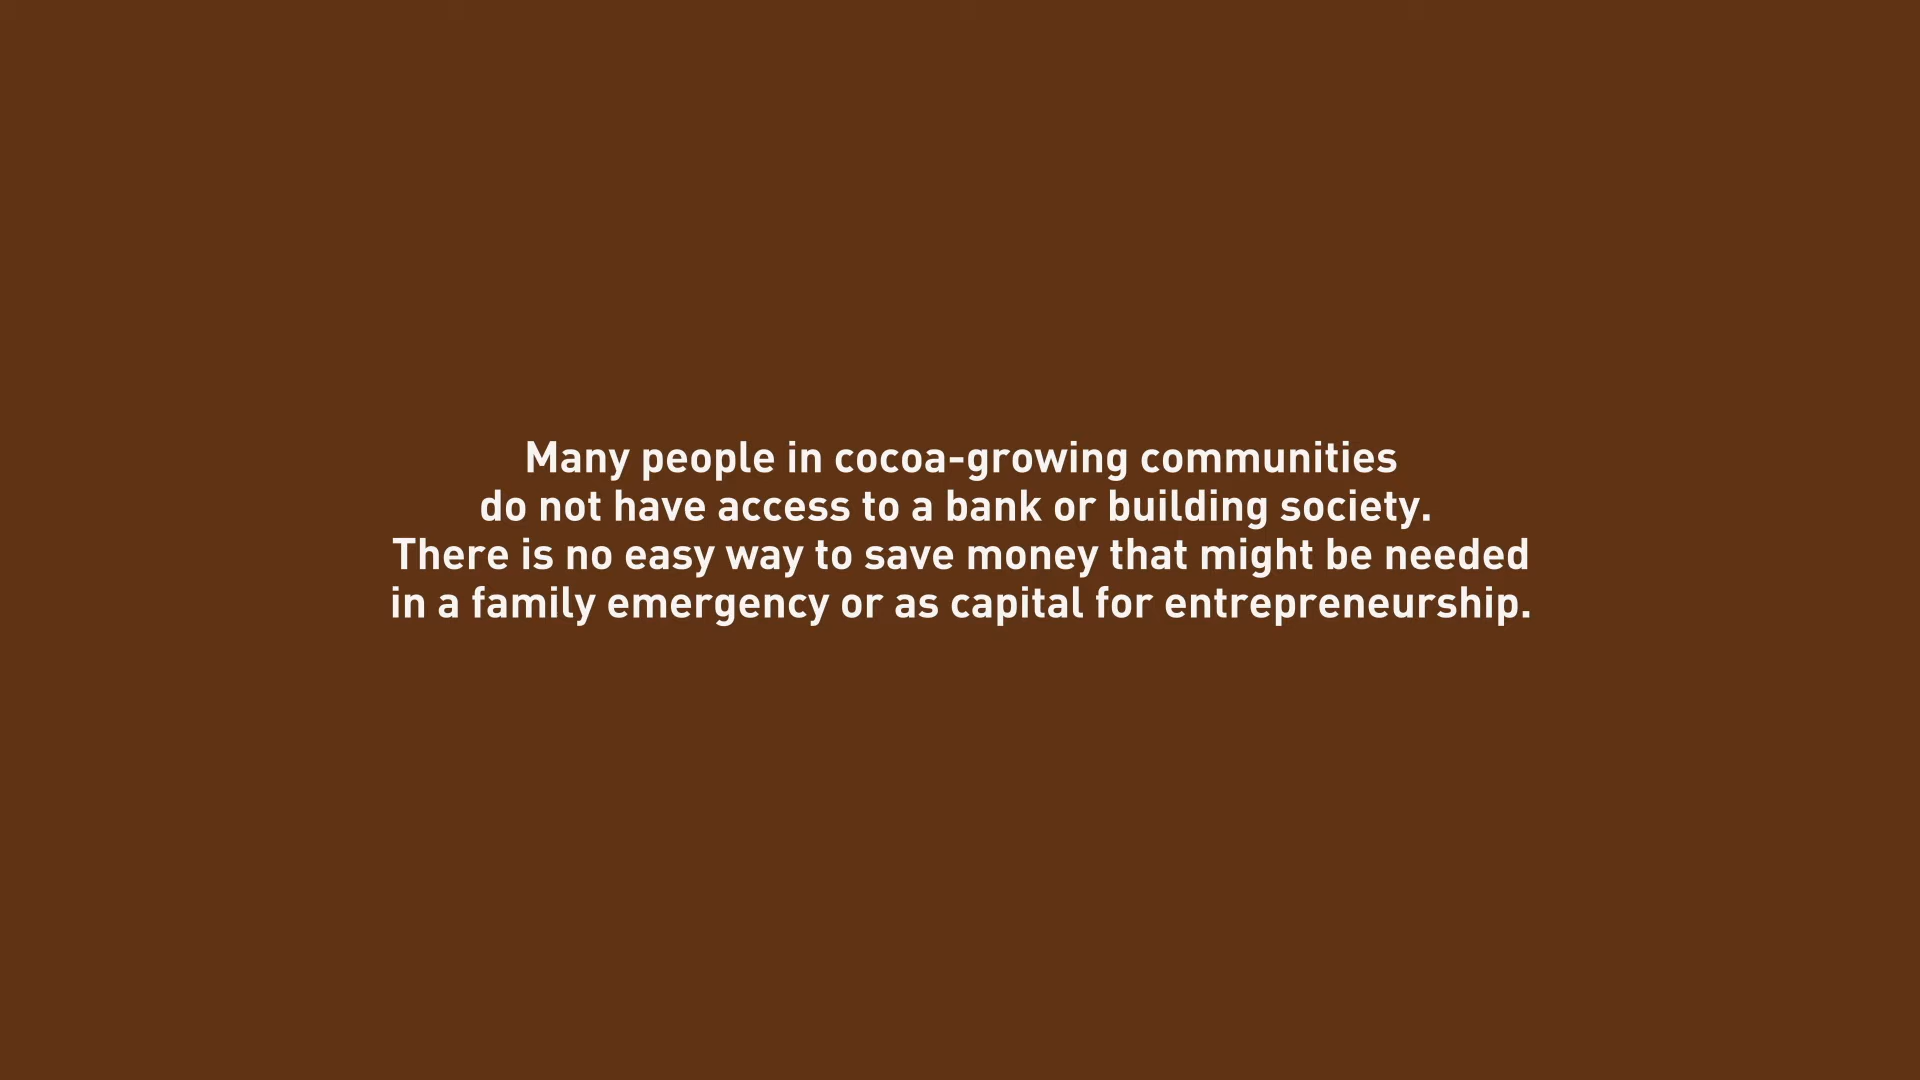 Many people in cocoa-growing communities
do not have access to a bank or building society.
There is no easy way to save money that might be needed
in a family emergency or as capital for entrepreneurship.